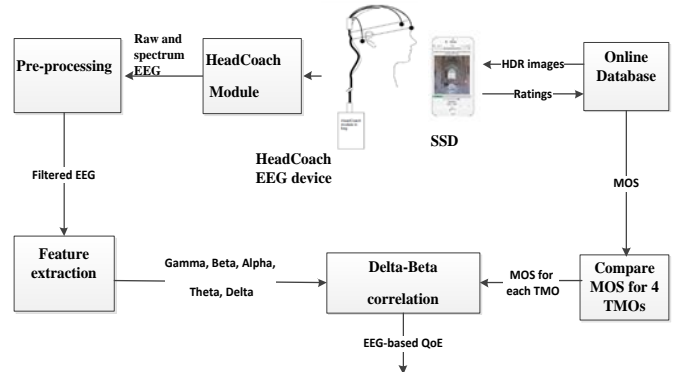 Pre-processing
Raw and
spectrum
EEG
HeadCoach
Module
HeadCoach
EEG device
SSD
HDR images
Ratings
Online
Database
Filtered EEG
MOS
Feature
extraction
Gamma, Beta, Alpha,
Theta, Delta
Delta-Beta
correlation
MOS for
each TMO
Compare
MOS for 4
TMOs
EEG-based QoE